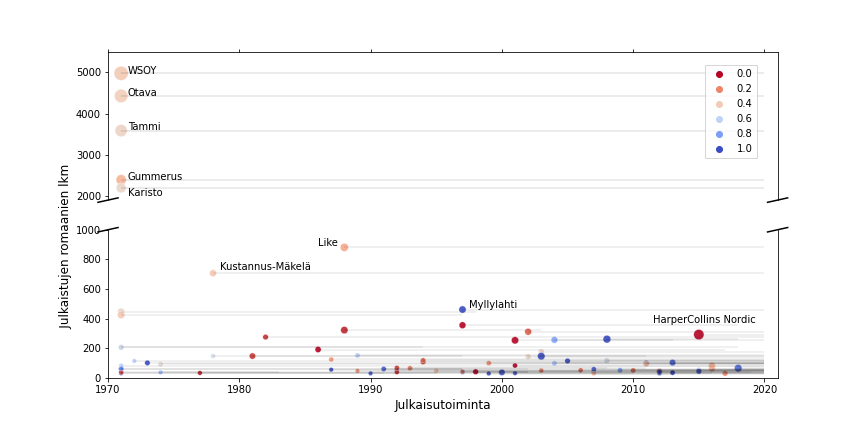 5000
4000
3000
2000
WSOY
Otava
Tammi
Gummerus
Karisto
0.0
0.2
0.4
0.6
0.8
1.0
Julkaistujen romaanien lkm
1000
800
600
400
200
0
Like
Kustannus-Mäkelä
Myllylahti
HarperCollins Nordic
1970
1980
1990
2000
2010
2020
Julkaisutoiminta